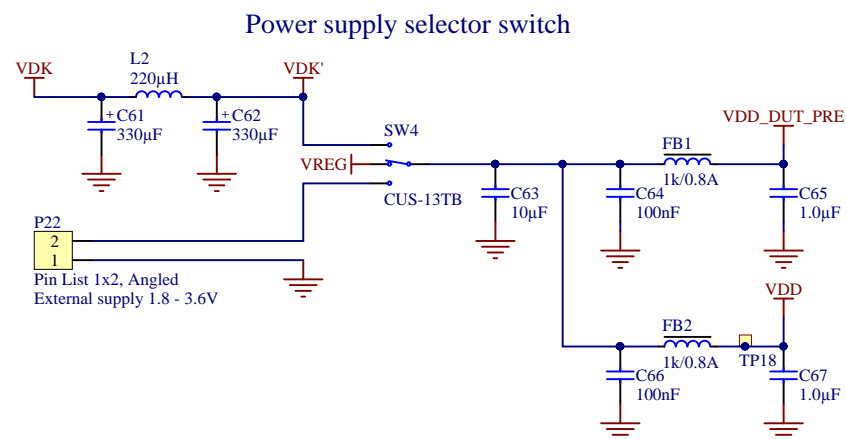 Power supply selector switch
VDK
L2
220µH
VDK'
+
C61
330µF
+
C62
330µF
SW4
VREG
CUS-13TB
VDD_DUT_PRE
FB1
1k/0.8A
C63
10µF
C64
100nF
C65
1.0µF
P22
2
1
Pin List 1x2, Angled
External supply 1.8 - 3.6V
VDD
FB2
1k/0.8A
TP18
C66
100nF
C67
1.0µF